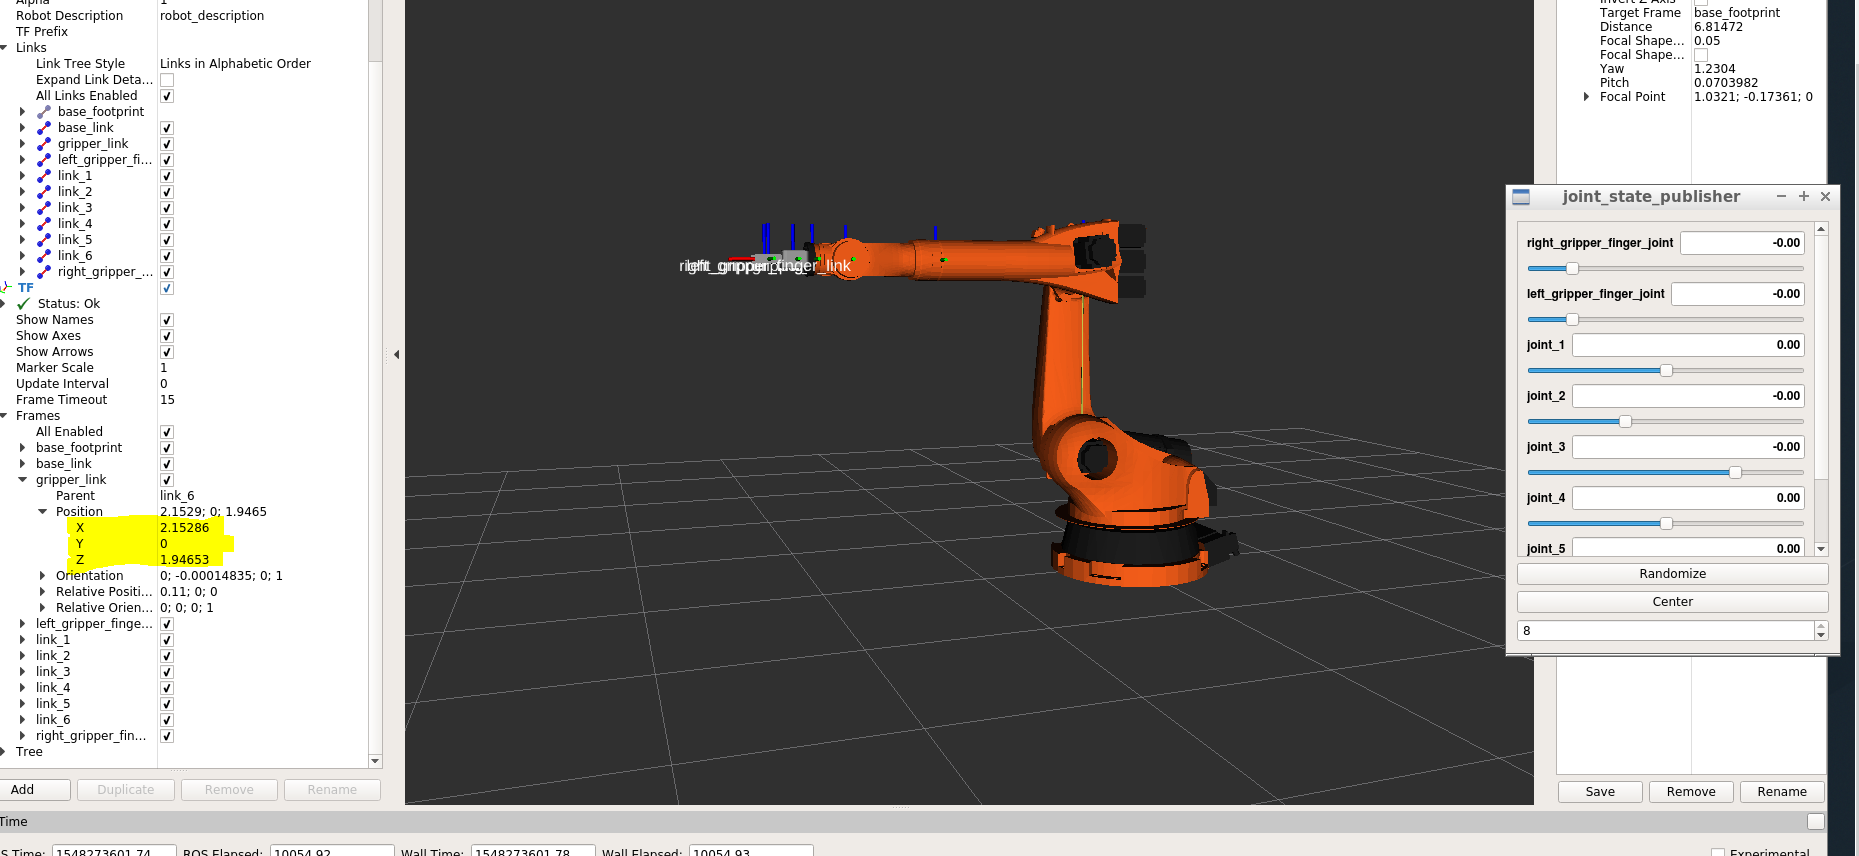 Alpha 1
Robot Description robot_description
TF Prefix
Links
Link Tree Style Links in Alphabetic Order
Expand Link Deta...
All Links Enabled
base_footprint
base_link
gripper_link
left_gripper_fi...
link_1
link_2
link_3
link_4
link_5
link_6
right_gripper_...
TF
Status: Ok
Show Names
Show Axes
Show Arrows
Marker Scale 1
Update Interval 0
Frame Timeout 15
Frames
All Enabled
base_footprint
base_link
gripper_link
Parent link_6
Position 2.1529; 0; 1.9465
X 2.15286
Y 0
Z 1.94653
Orientation 0; -0.00014835; 0; 1
Relative Positi... 0.11; 0; 0
Relative Orien... 0; 0; 0; 1
left_gripper_finge...
link_1
link_2
link_3
link_4
link_5
link_6
right_gripper_fin...
Tree
Add Duplicate Remove Rename
Time
S Time: 1548273601.74 ROS Elapsed: 10054.92 Wall Time: 1548273601.78 Wall Elapsed: 10054.93 Experimental
Invert Z Axis
Target Frame base_footprint
Distance 6.81472
Focal Shape... 0.05
Focal Shape...
Yaw 1.2304
Pitch 0.0703982
Focal Point 1.0321; -0.17361; 0
joint_state_publisher
right_gripper_finger_joint -0.00
left_gripper_finger_joint -0.00
joint_1 0.00
joint_2 -0.00
joint_3 -0.00
joint_4 0.00
joint_5 0.00
Randomize
Center
8
Save Remove Rename